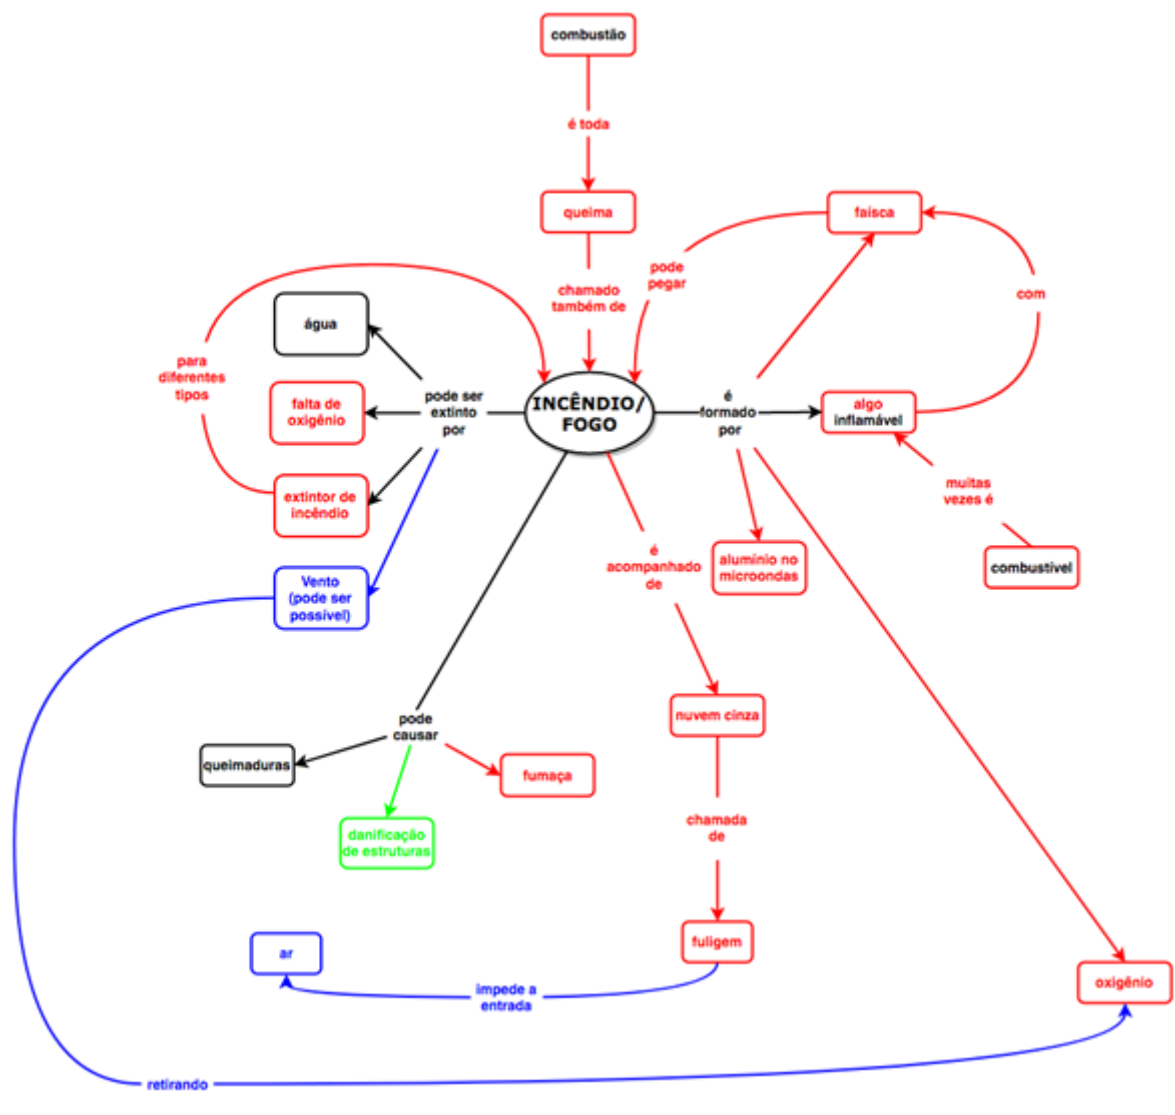 combustão
é toda
queima
faísca
chamado
também de
pode
pegar
com
água
para
diferentes
tipos
falta de
oxigênio
pode ser
extinto
por
INCÊNDIO/
FOGO
é
formado
por
algo
inflamável
extintor de
incêndio
muitas
vezes é
é
acompanhado
de
alumínio no
microondas
combustível
Vento
(pode ser
possível)
nuvem cinza
pode
causar
queimaduras
fumaça
danificação
de estruturas
chamada
de
fuligem
ar
impede a
entrada
oxigênio
retirando